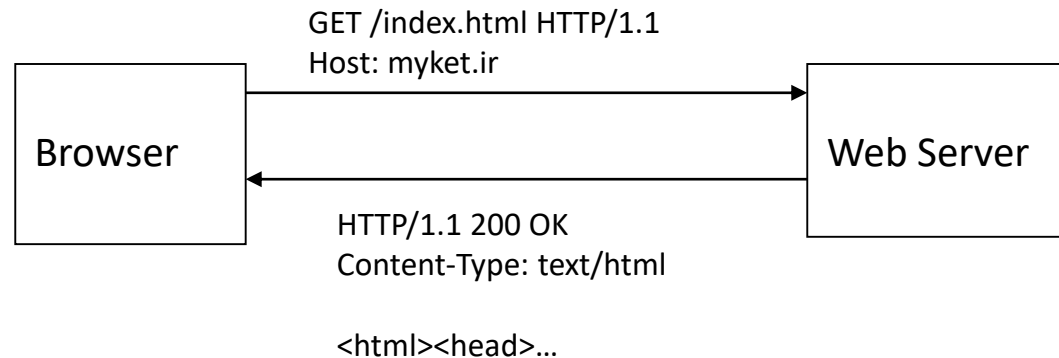 GET /index.html HTTP/1.1
Host: myket.ir
Browser
Web Server
HTTP/1.1 200 OK
Content-Type: text/html
<html><head>…